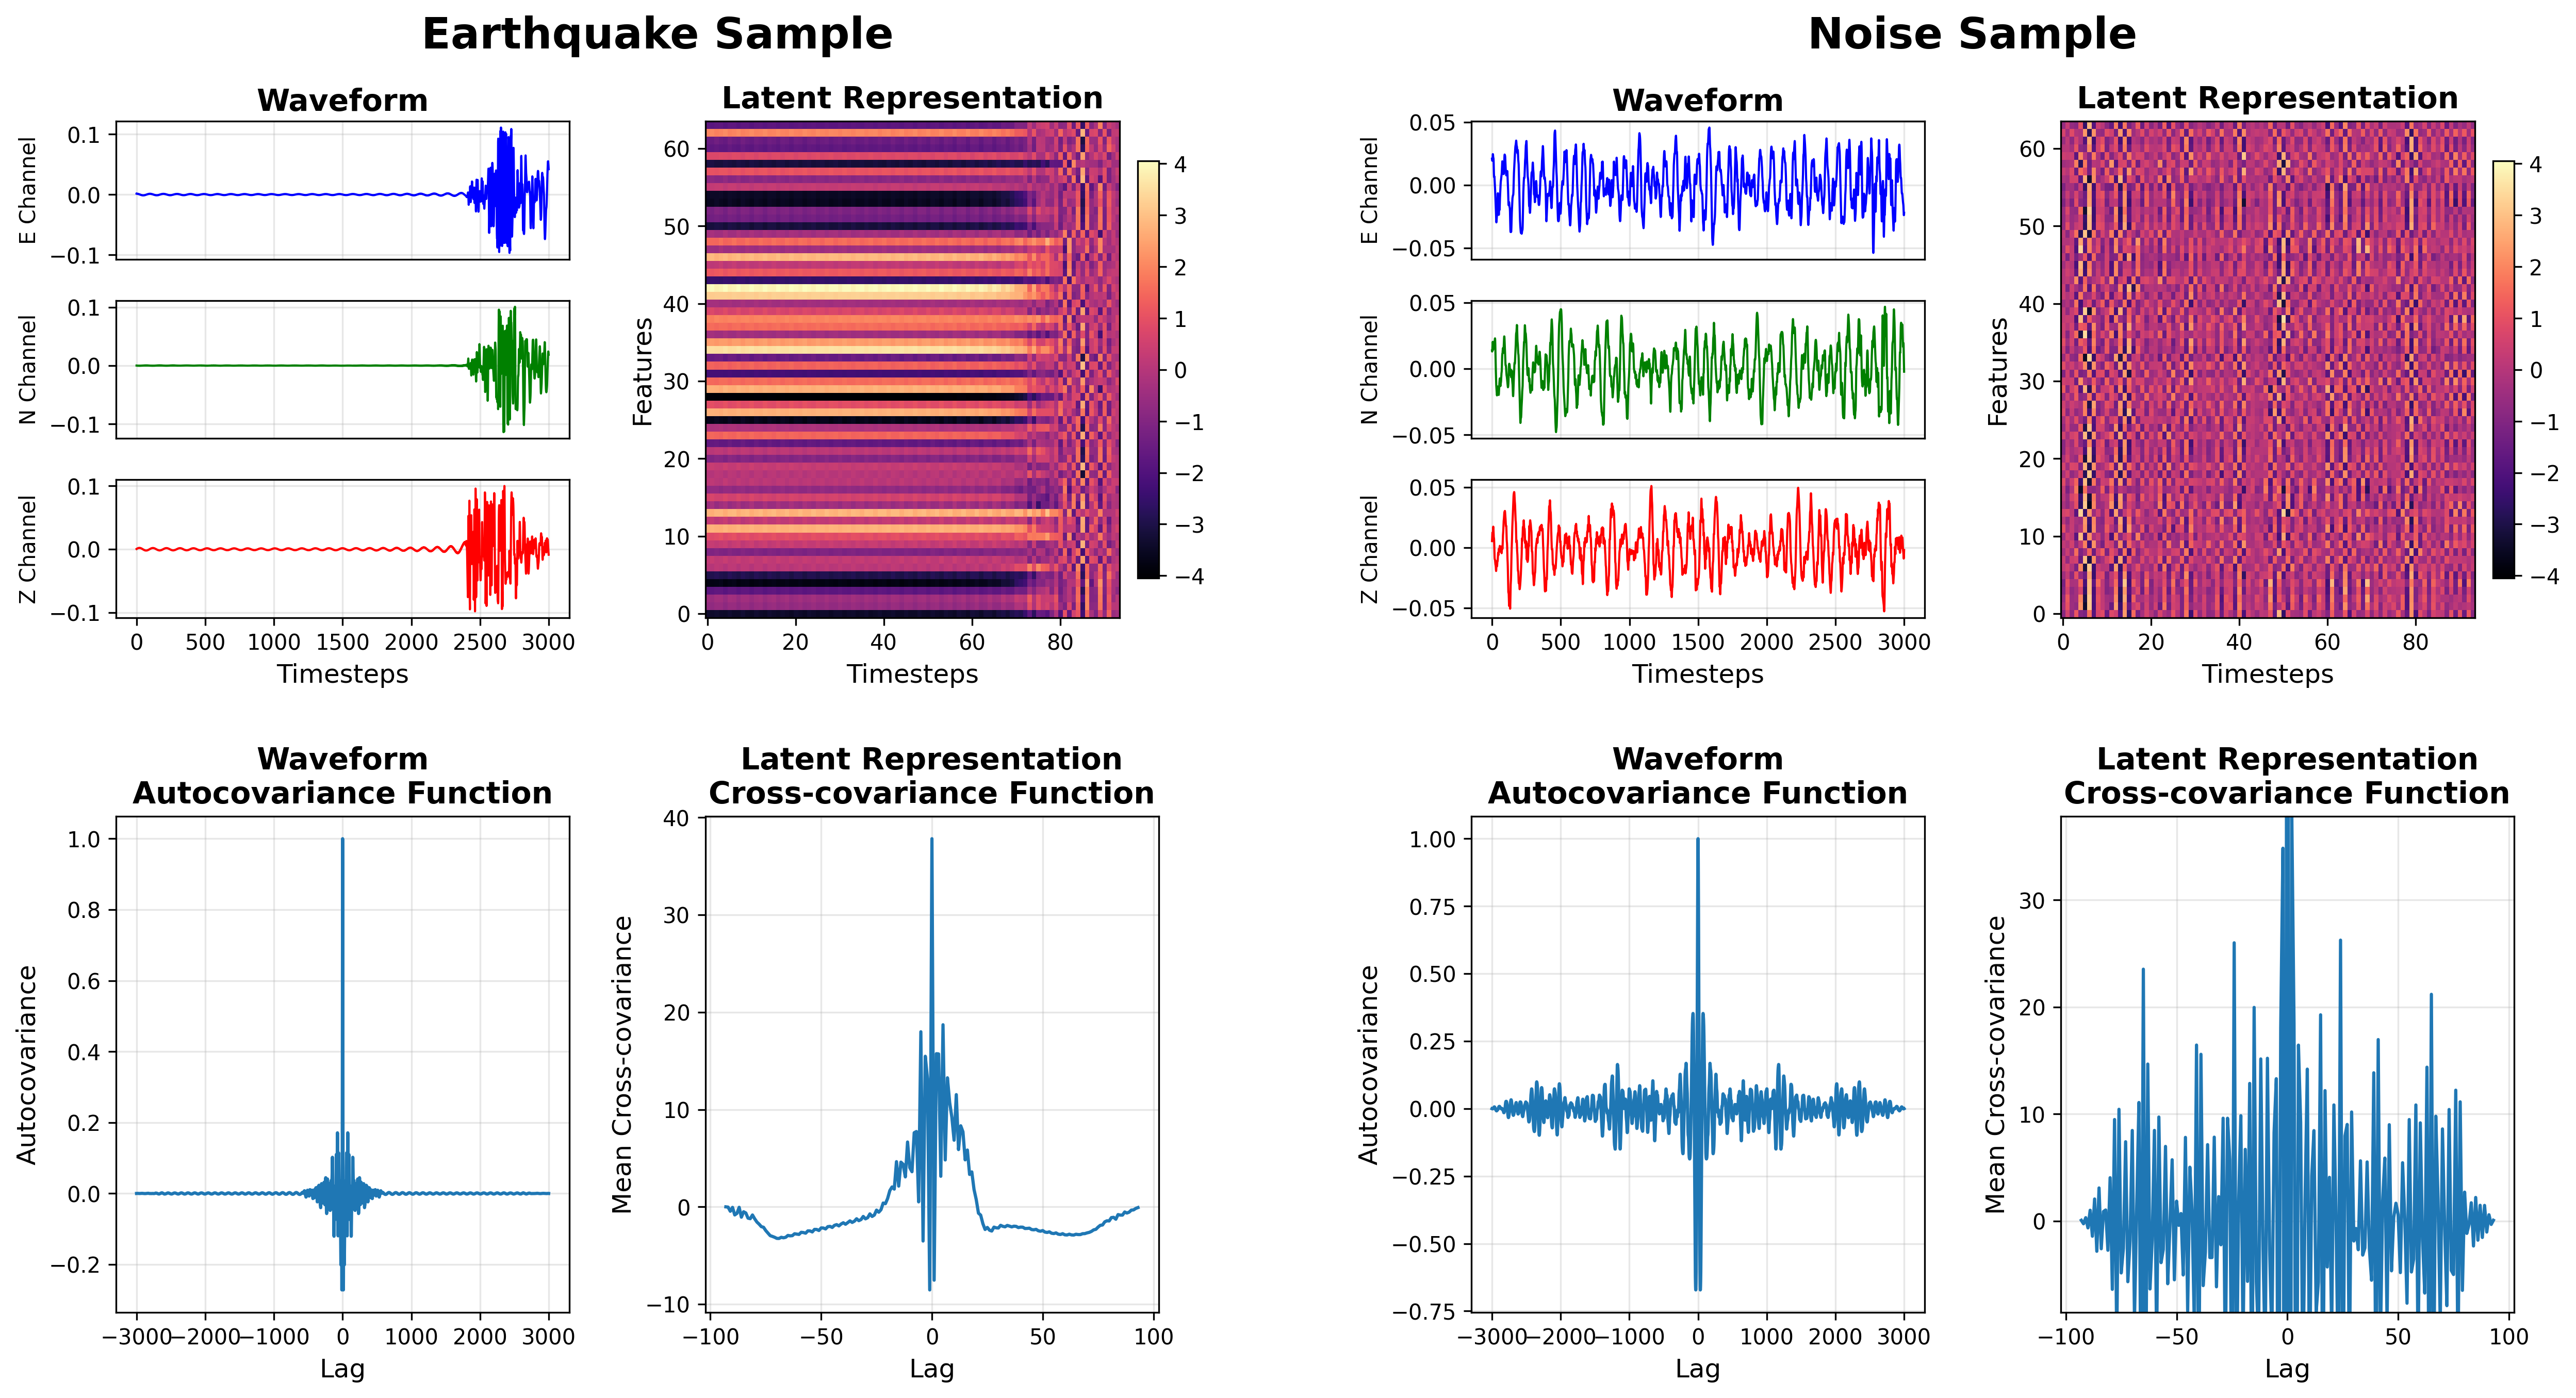 Earthquake Sample
Noise Sample
Waveform
Latent Representation
Waveform
Latent Representation
E Channel
0.1
0.0
−0.1
N Channel
0.1
0.0
−0.1
Z Channel
0.1
0.0
−0.1
0 500 1000 1500 2000 2500 3000
Timesteps
Features
60
50
40
30
20
10
0
0 20 40 60 80
Timesteps
4
3
2
1
0
−1
−2
−3
−4
E Channel
0.05
0.00
−0.05
N Channel
0.05
0.00
−0.05
Z Channel
0.05
0.00
−0.05
0 500 1000 1500 2000 2500 3000
Timesteps
Features
60
50
40
30
20
10
0
0 20 40 60 80
Timesteps
4
3
2
1
0
−1
−2
−3
−4
Waveform
Autocovariance Function
Autocovariance
1.0
0.8
0.6
0.4
0.2
0.0
−0.2
−3000 −2000 −1000 0 1000 2000 3000
Lag
Latent Representation
Cross-covariance Function
Mean Cross-covariance
40
30
20
10
0
−10
−100 −50 0 50 100
Lag
Waveform
Autocovariance Function
Autocovariance
1.00
0.75
0.50
0.25
0.00
−0.25
−0.50
−0.75
−3000 −2000 −1000 0 1000 2000 3000
Lag
Latent Representation
Cross-covariance Function
Mean Cross-covariance
30
20
10
0
−100 −50 0 50 100
Lag